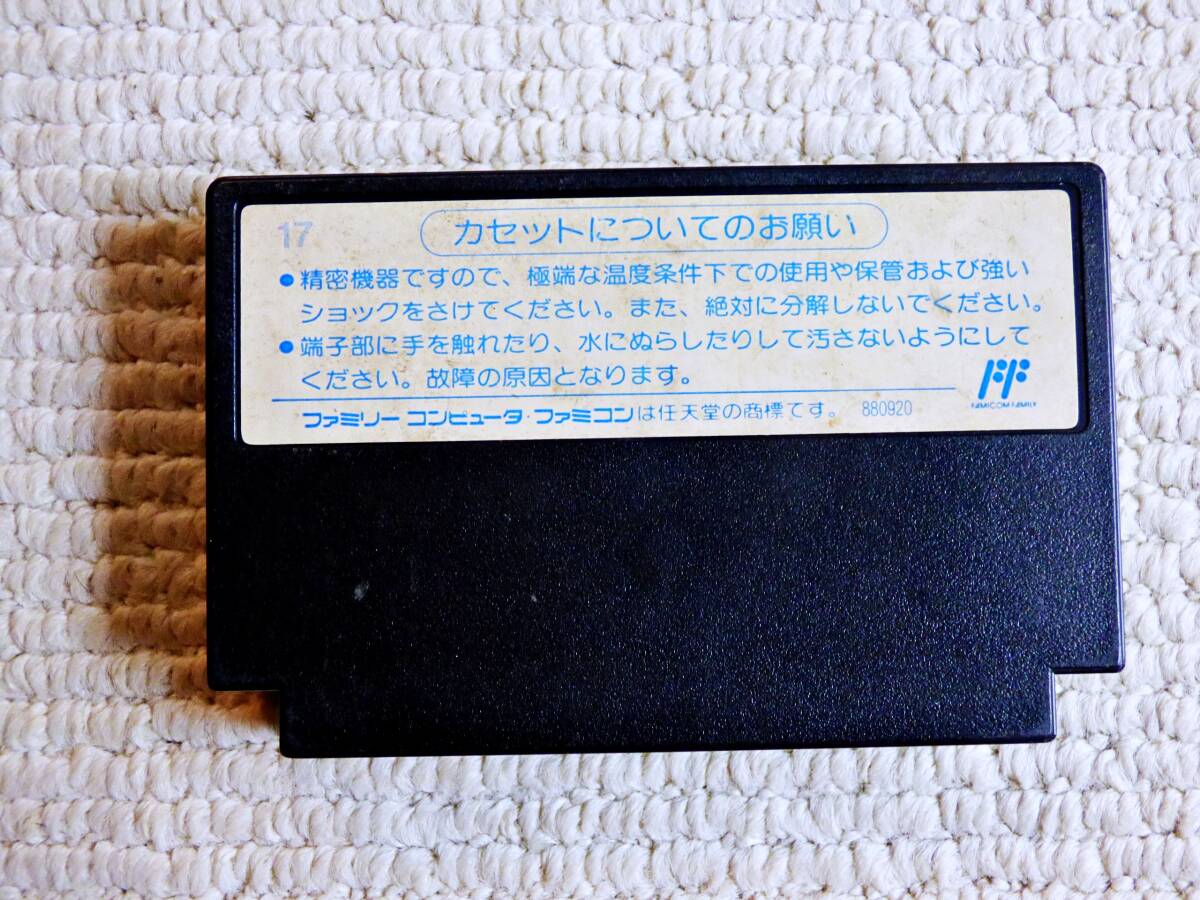 17
カセットについてのお願い
●精密機器ですので、極端な温度条件下での使用や保管および強い
ショックをさけてください。また、絶対に分解しないでください。
●端子部に手を触れたり、水にぬらしたりして汚さないようにして
ください。故障の原因となります。
FF
FAMICOM FAMILY
ファミリーコンピュータ・ファミコンは任天堂の商標です。 880920